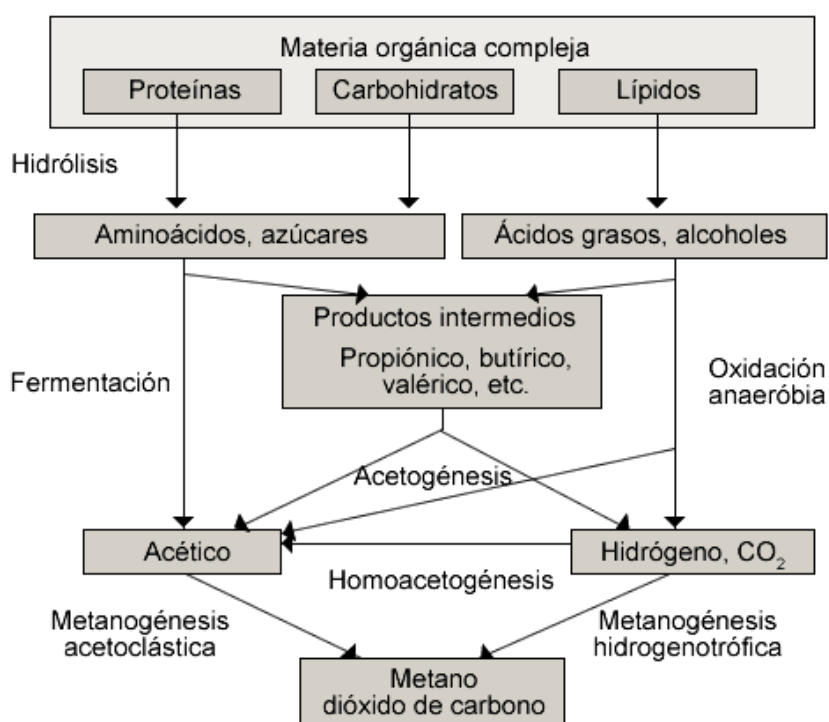 Materia orgánica compleja
Proteínas
Carbohidratos
Lípidos
Hidrólisis
Aminoácidos, azúcares
Ácidos grasos, alcoholes
Productos intermedios
Propiónico, butírico,
valérico, etc.
Fermentación
Oxidación
anaeróbia
Acetogénesis
Acético
Hidrógeno, CO₂
Homoacetogénesis
Metanogénesis
acetoclástica
Metanogénesis
hidrogenotrófica
Metano
dióxido de carbono